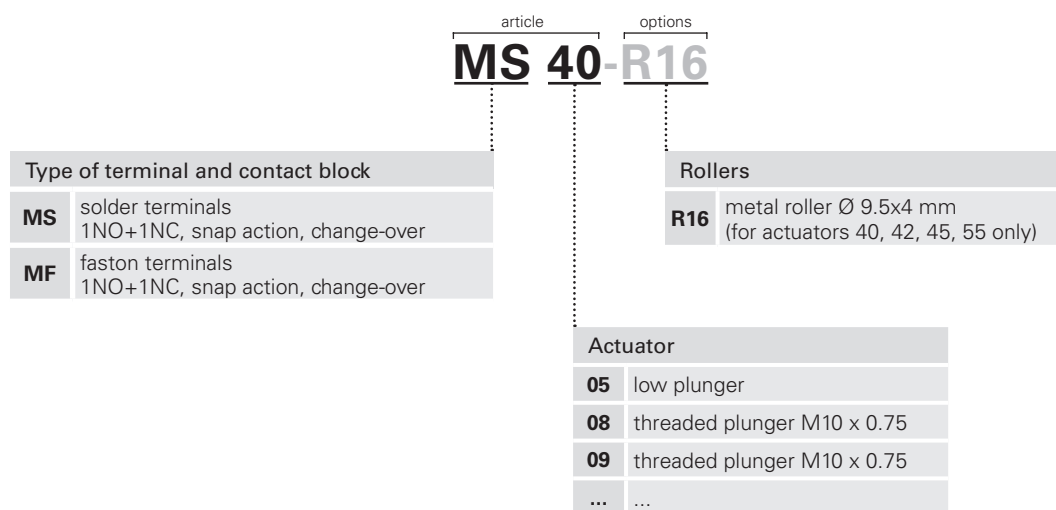 article options
MS 40-R16
Type of terminal and contact block
MS solder terminals
1NO+1NC, snap action, change-over
MF faston terminals
1NO+1NC, snap action, change-over
Rollers
R16 metal roller Ø 9.5x4 mm
(for actuators 40, 42, 45, 55 only)
Actuator
05 low plunger
08 threaded plunger M10 x 0.75
09 threaded plunger M10 x 0.75
... ...